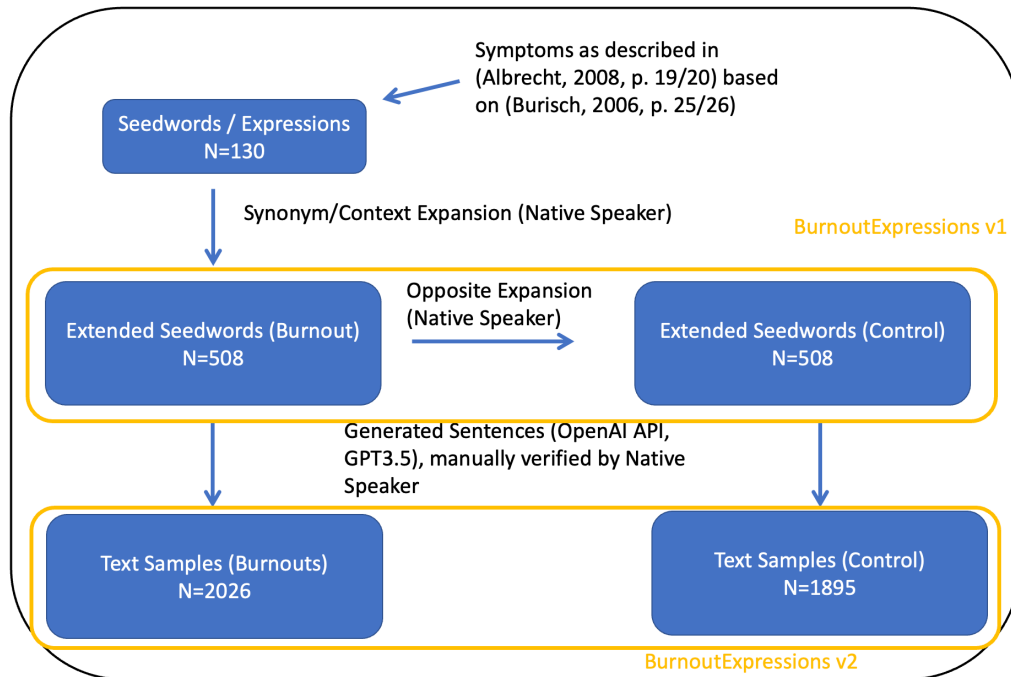 Symptoms as described in
(Albrecht, 2008, p. 19/20) based
on (Burisch, 2006, p. 25/26)
Seedwords / Expressions
N=130
Synonym/Context Expansion (Native Speaker)
BurnoutExpressions v1
Extended Seedwords (Burnout)
N=508
Opposite Expansion
(Native Speaker)
Extended Seedwords (Control)
N=508
Generated Sentences (OpenAI API,
GPT3.5), manually verified by Native
Speaker
Text Samples (Burnouts)
N=2026
Text Samples (Control)
N=1895
BurnoutExpressions v2